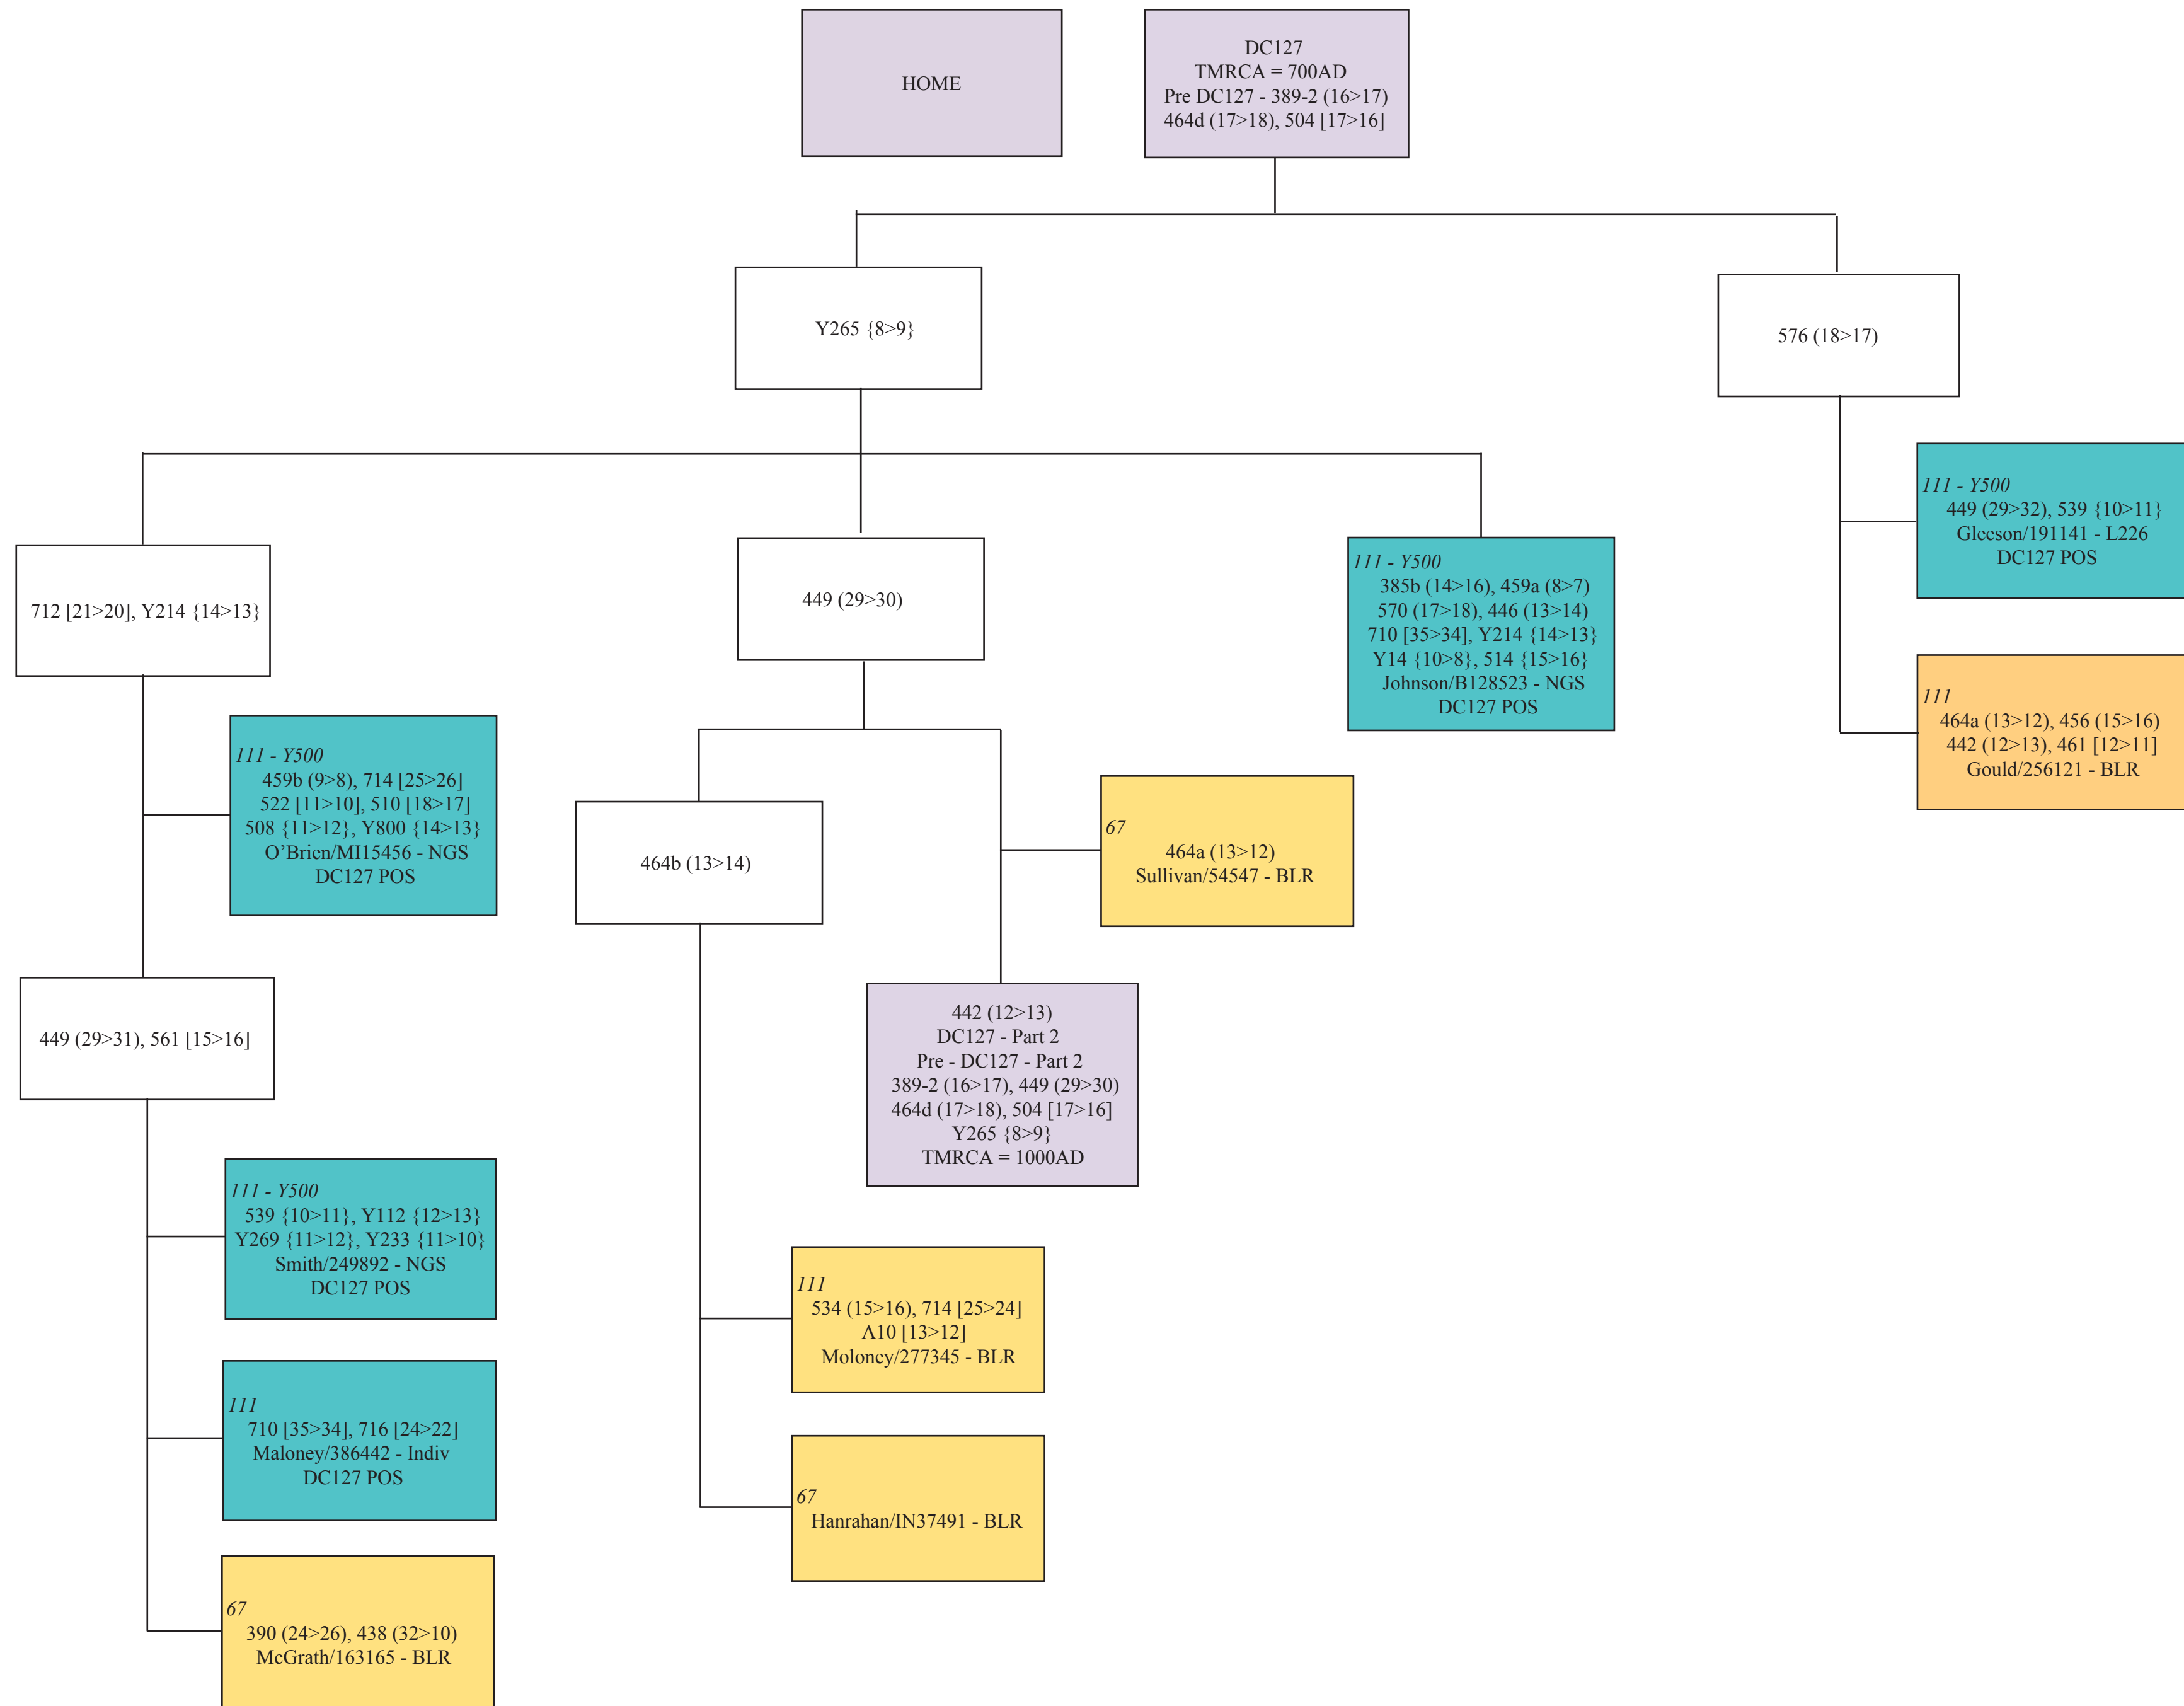 HOME
DC127
TMRCA = 700AD
Pre DC127 - 389-2 (16>17)
464d (17>18), 504 [17>16]
Y265 {8>9}
576 (18>17)
712 [21>20], Y214 {14>13}
449 (29>30)
111 - Y500
385b (14>16), 459a (8>7)
570 (17>18), 446 (13>14)
710 [35>34], Y214 {14>13}
Y14 {10>8}, 514 {15>16}
Johnson/B128523 - NGS
DC127 POS
111 - Y500
449 (29>32), 539 {10>11}
Gleeson/191141 - L226
DC127 POS
111
464a (13>12), 456 (15>16)
442 (12>13), 461 [12>11]
Gould/256121 - BLR
111 - Y500
459b (9>8), 714 [25>26]
522 [11>10], 510 [18>17]
508 {11>12}, Y800 {14>13}
O’Brien/MI15456 - NGS
DC127 POS
464b (13>14)
67
464a (13>12)
Sullivan/54547 - BLR
449 (29>31), 561 [15>16]
442 (12>13)
DC127 - Part 2
Pre - DC127 - Part 2
389-2 (16>17), 449 (29>30)
464d (17>18), 504 [17>16]
Y265 {8>9}
TMRCA = 1000AD
111 - Y500
539 {10>11}, Y112 {12>13}
Y269 {11>12}, Y233 {11>10}
Smith/249892 - NGS
DC127 POS
111
534 (15>16), 714 [25>24]
A10 [13>12]
Moloney/277345 - BLR
111
710 [35>34], 716 [24>22]
Maloney/386442 - Indiv
DC127 POS
67
Hanrahan/IN37491 - BLR
67
390 (24>26), 438 (32>10)
McGrath/163165 - BLR